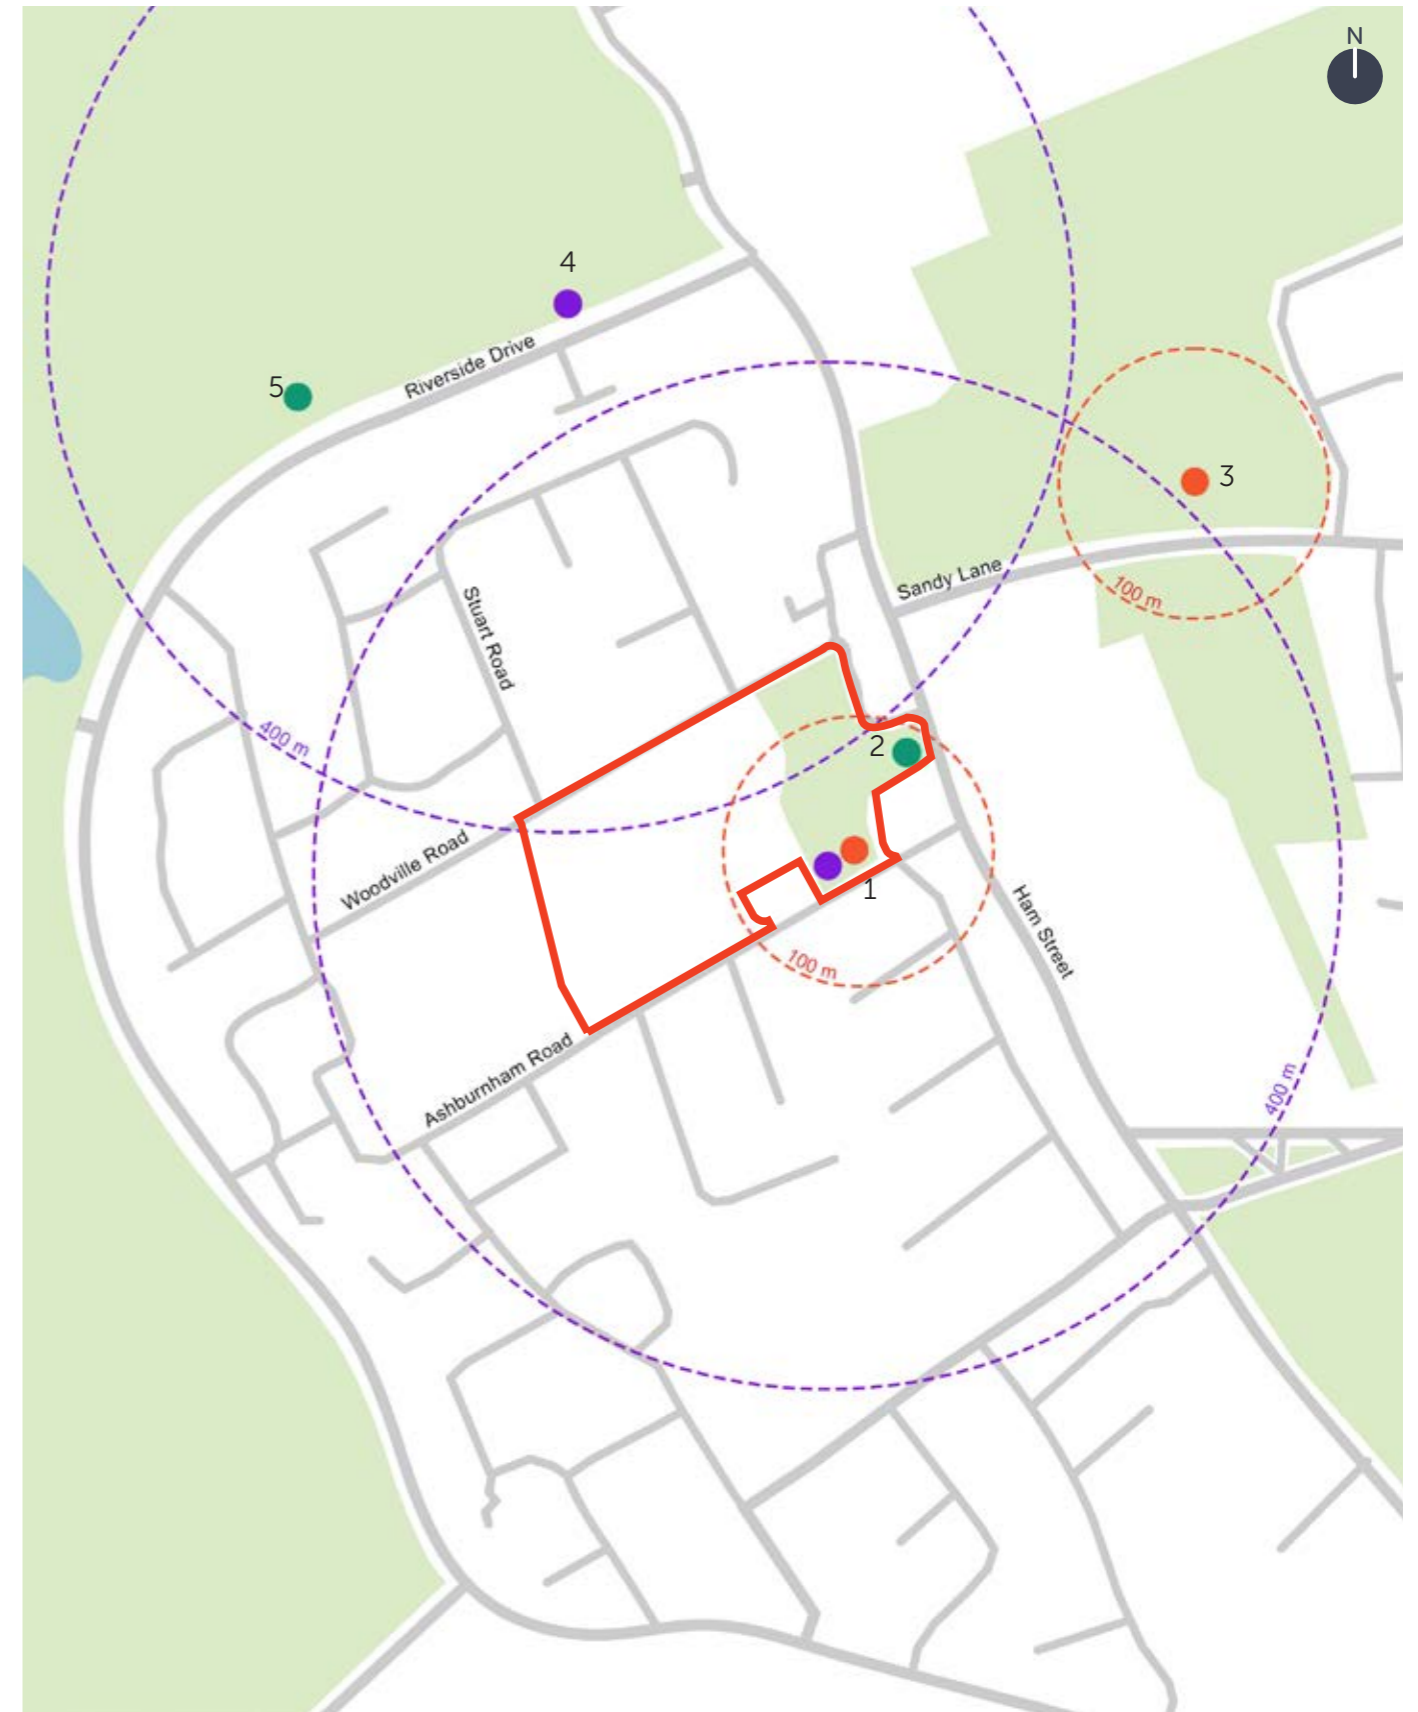 N
4
5
Riverside Drive
3
Sandy Lane
100 m
Stuart Road
400 m
2
Woodville Road
1
Ham Street
100 m
Ashburnham Road
400 m